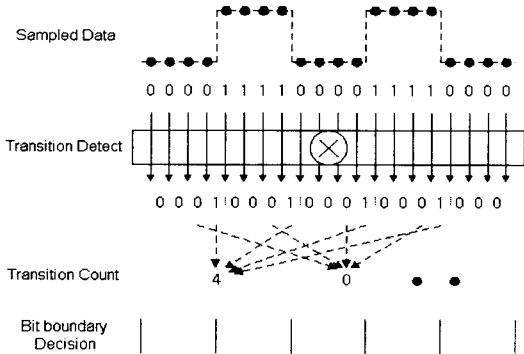 Sampled Data
0 0 0 0 1 1 1 1 0 0 0 0 1 1 1 1 0 0 0 0
Transition Detect
0 0 0 1 0 0 0 1 0 0 0 1 0 0 0 1 0 0 0
Transition Count
4 0
Bit boundary
Decision